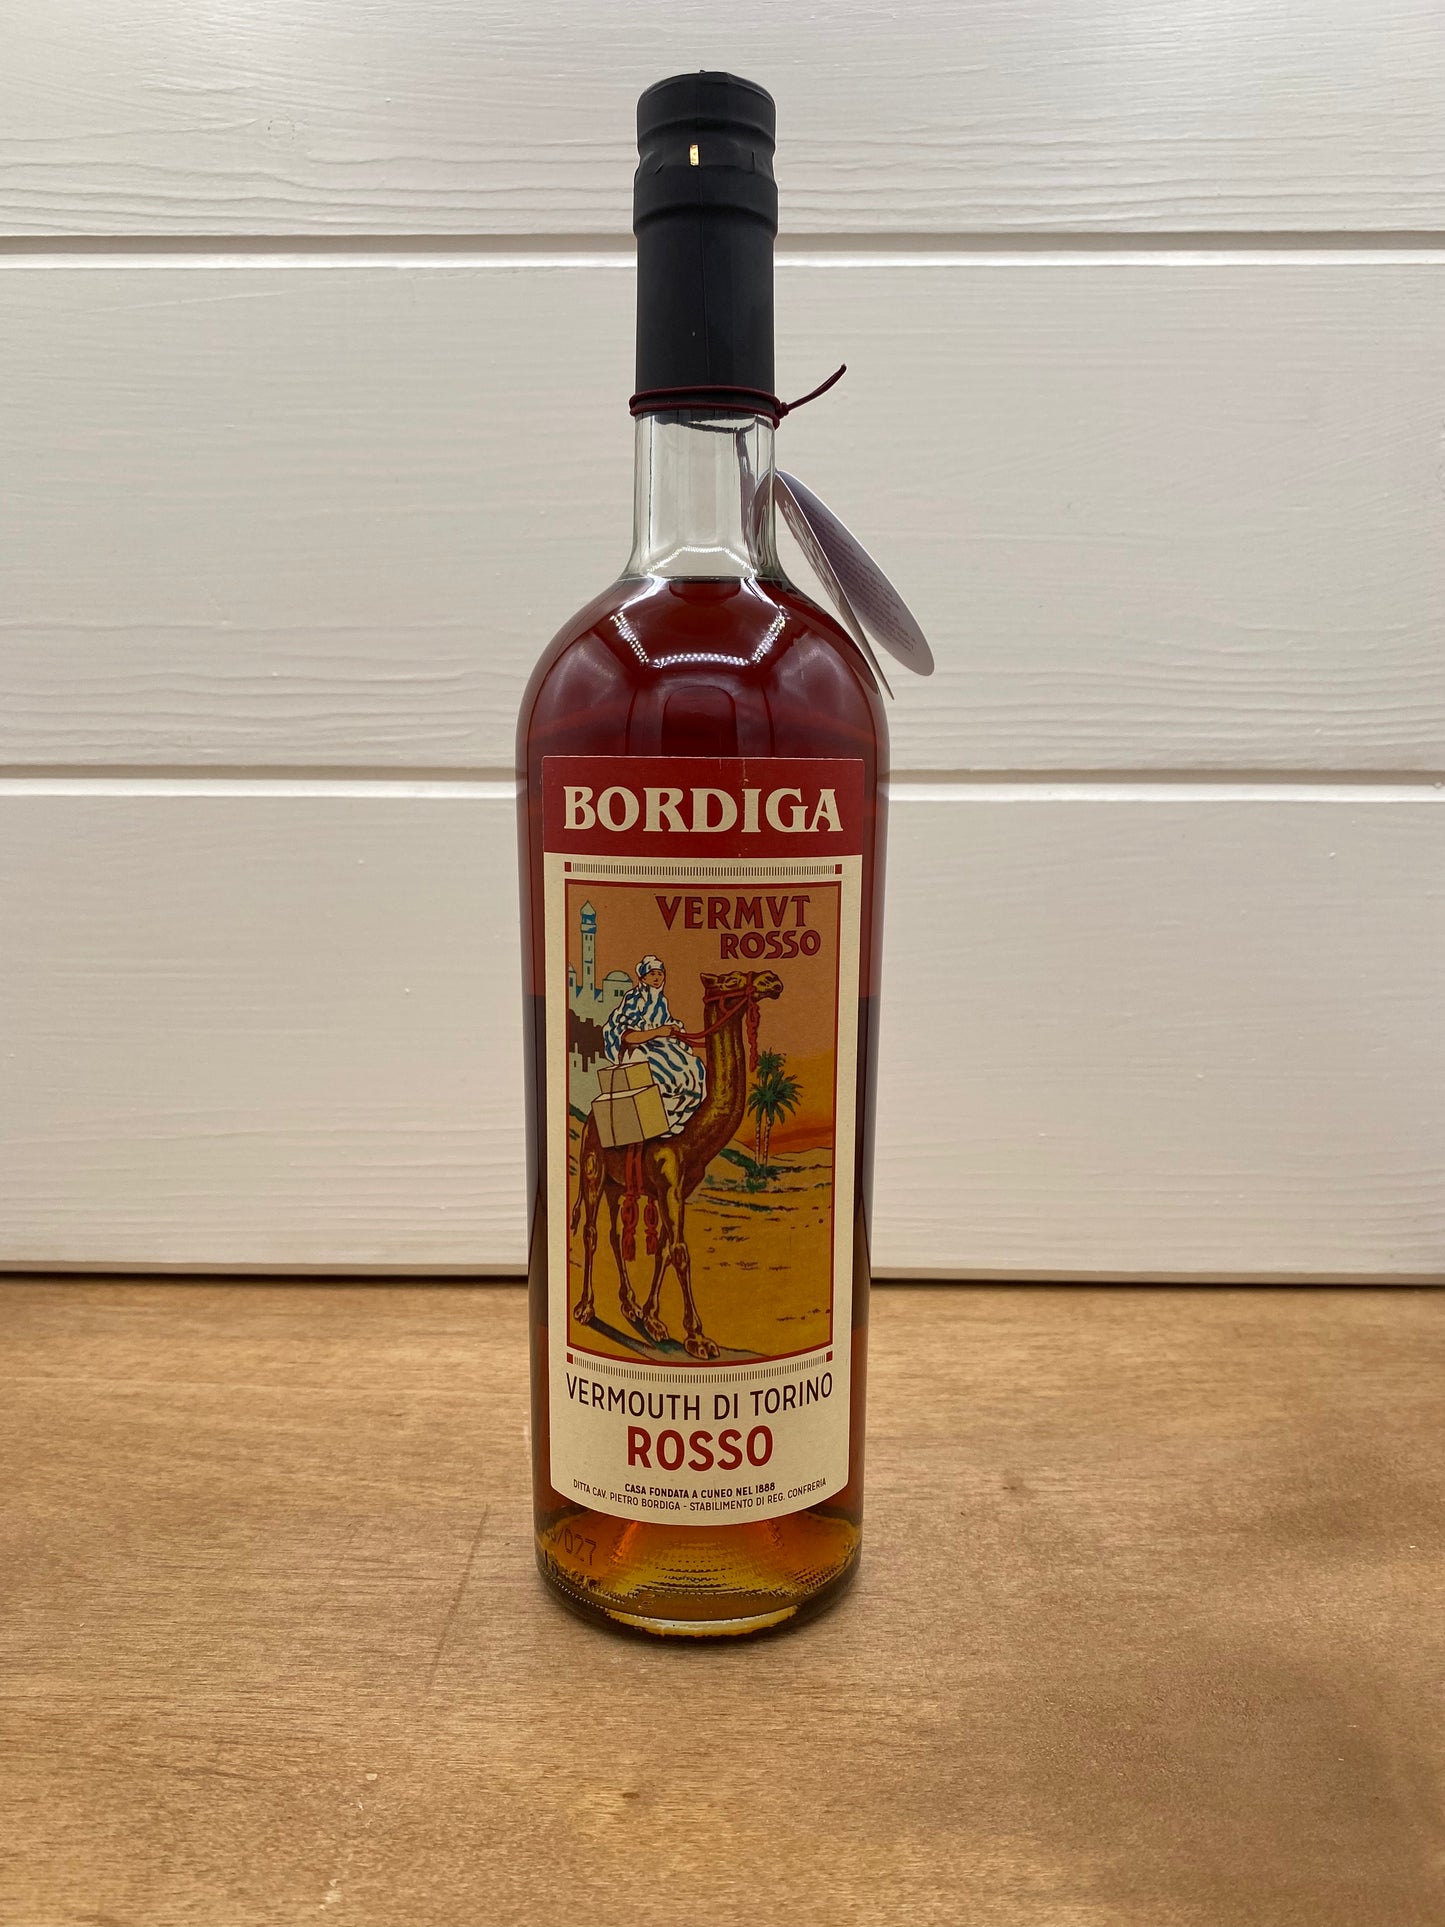 BORDIGA
VERMVT
ROSSO
VERMOUTH DI TORINO
ROSSO
CASA FONDATA A CUNEO NEL 1888
DITTA CAV. PIETRO BORDIGA - STABILIMENTO DI REG. CONFRERIA
/027